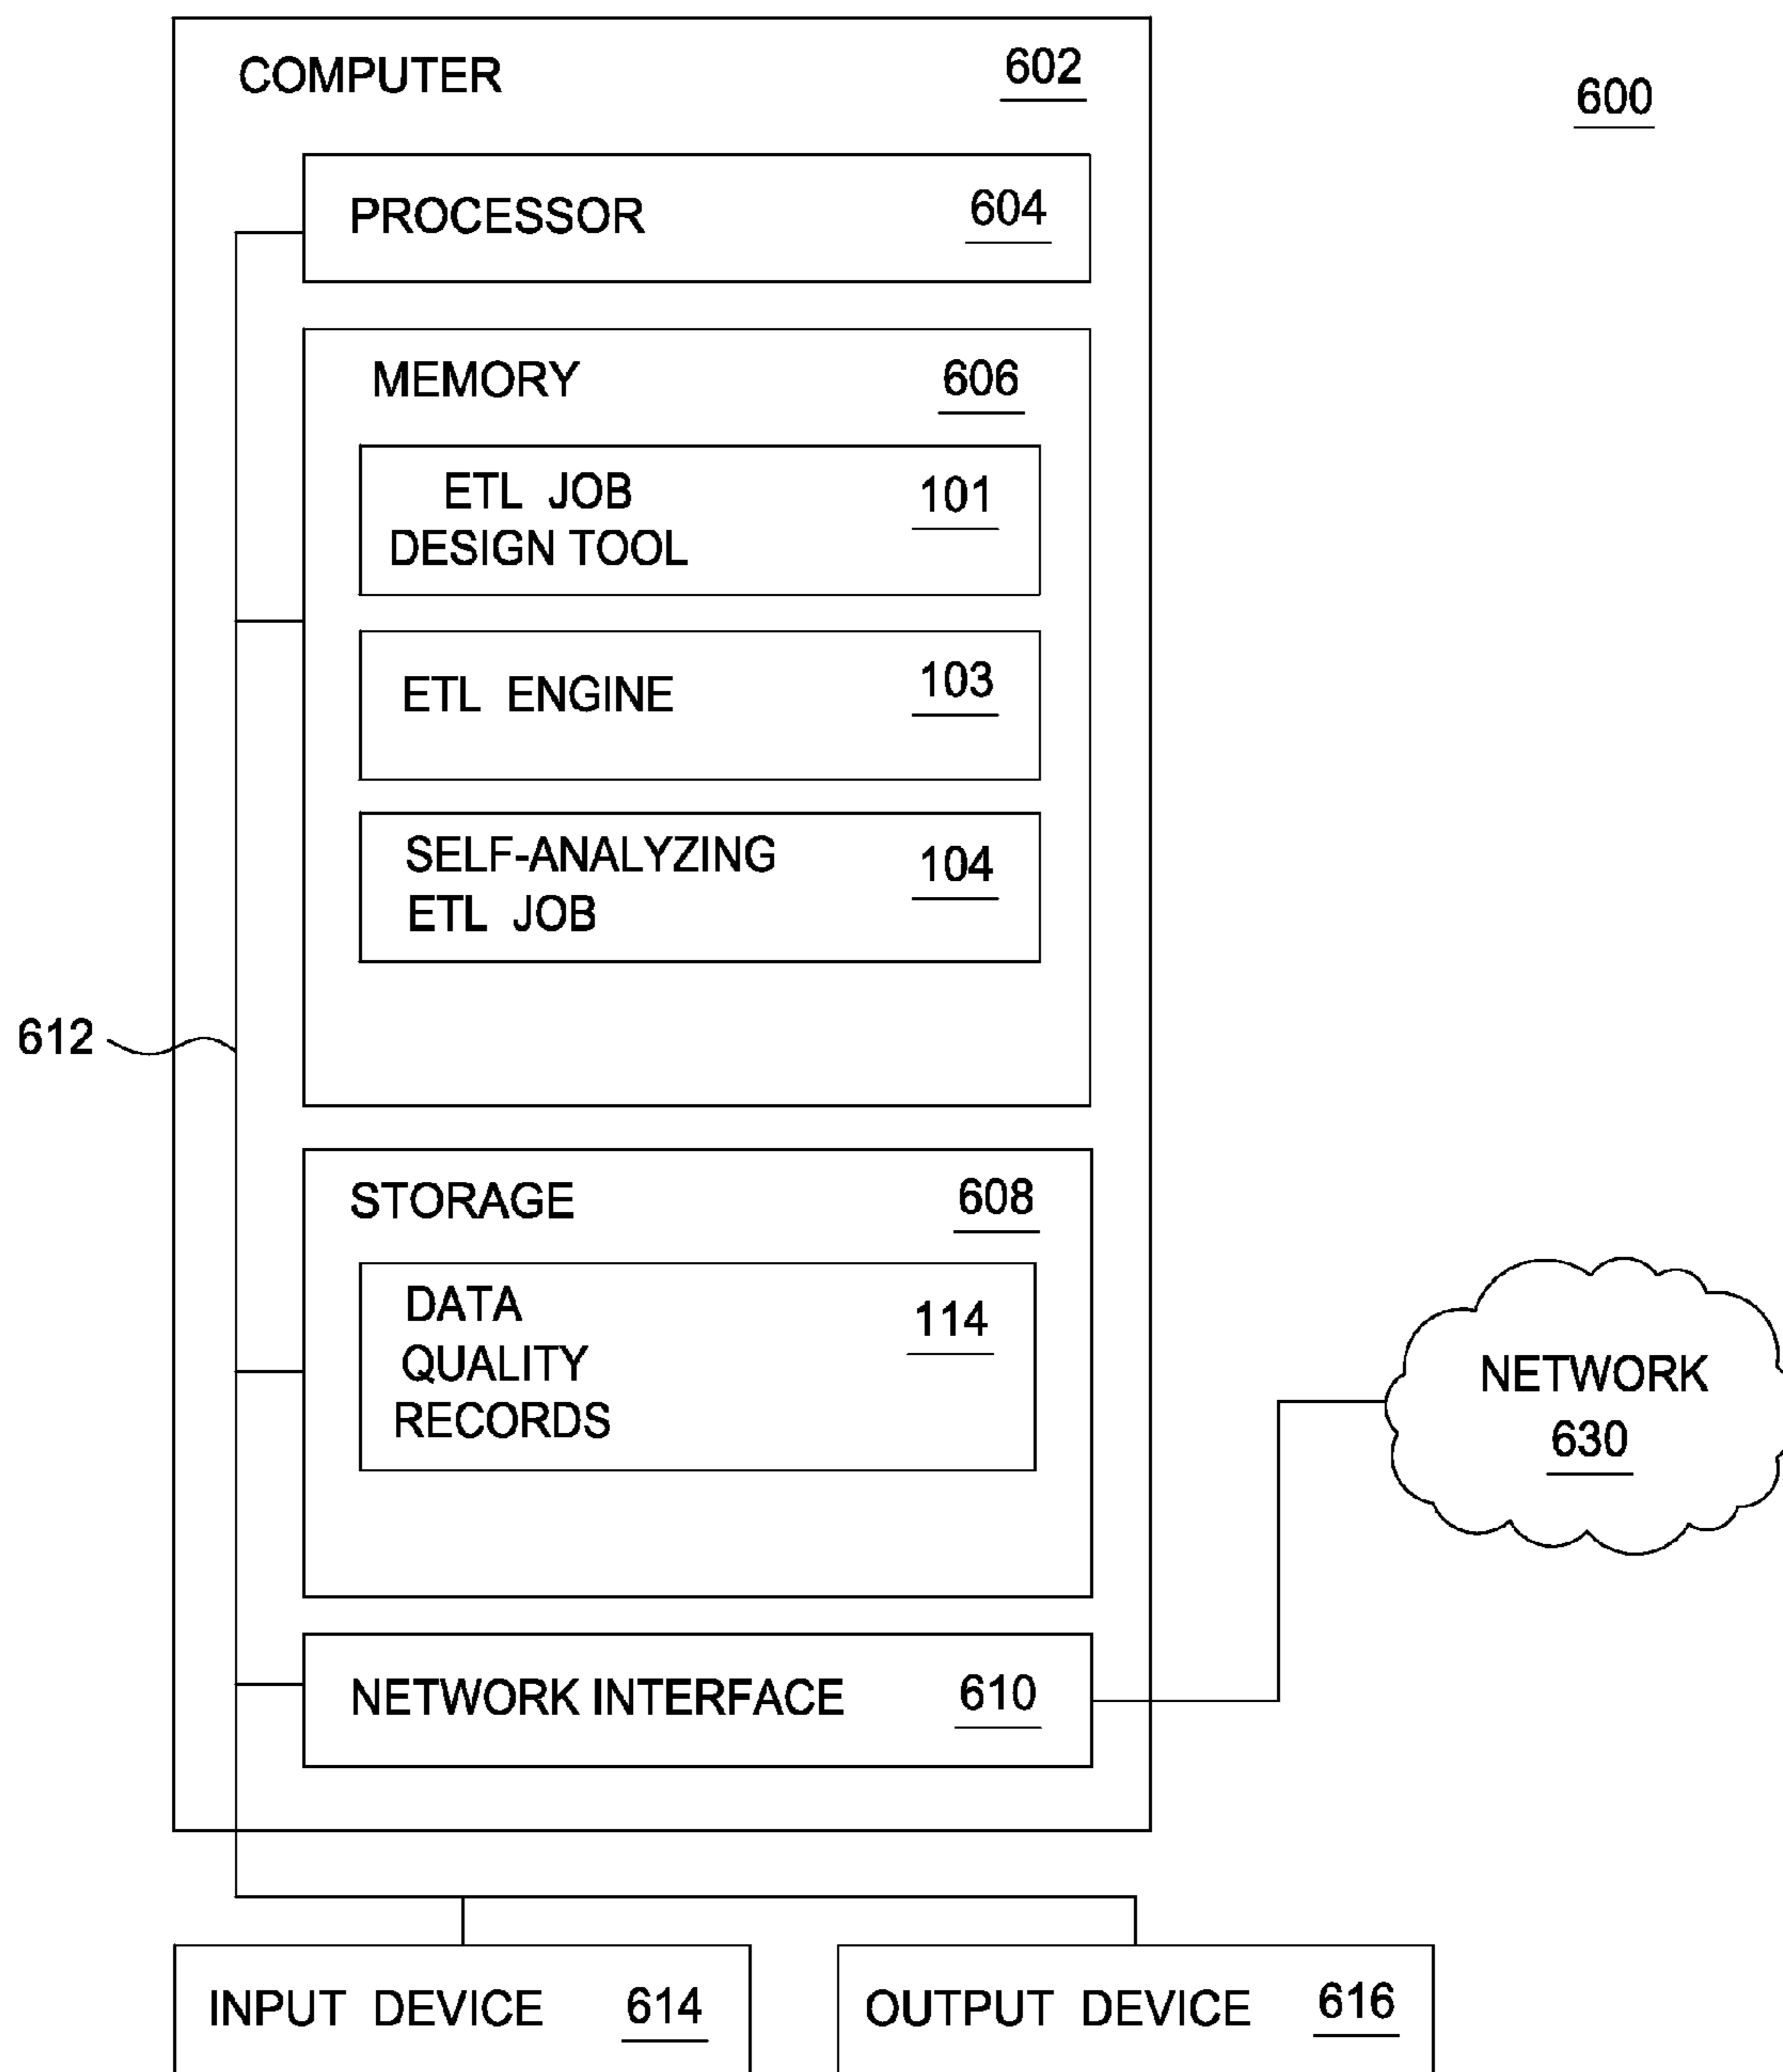 COMPUTER 602
600
PROCESSOR 604
MEMORY 606
ETL JOB 101
DESIGN TOOL
ETL ENGINE 103
SELF-ANALYZING 104
ETL JOB
612
STORAGE 608
DATA 114
QUALITY
RECORDS
NETWORK
630
NETWORK INTERFACE 610
INPUT DEVICE 614
OUTPUT DEVICE 616